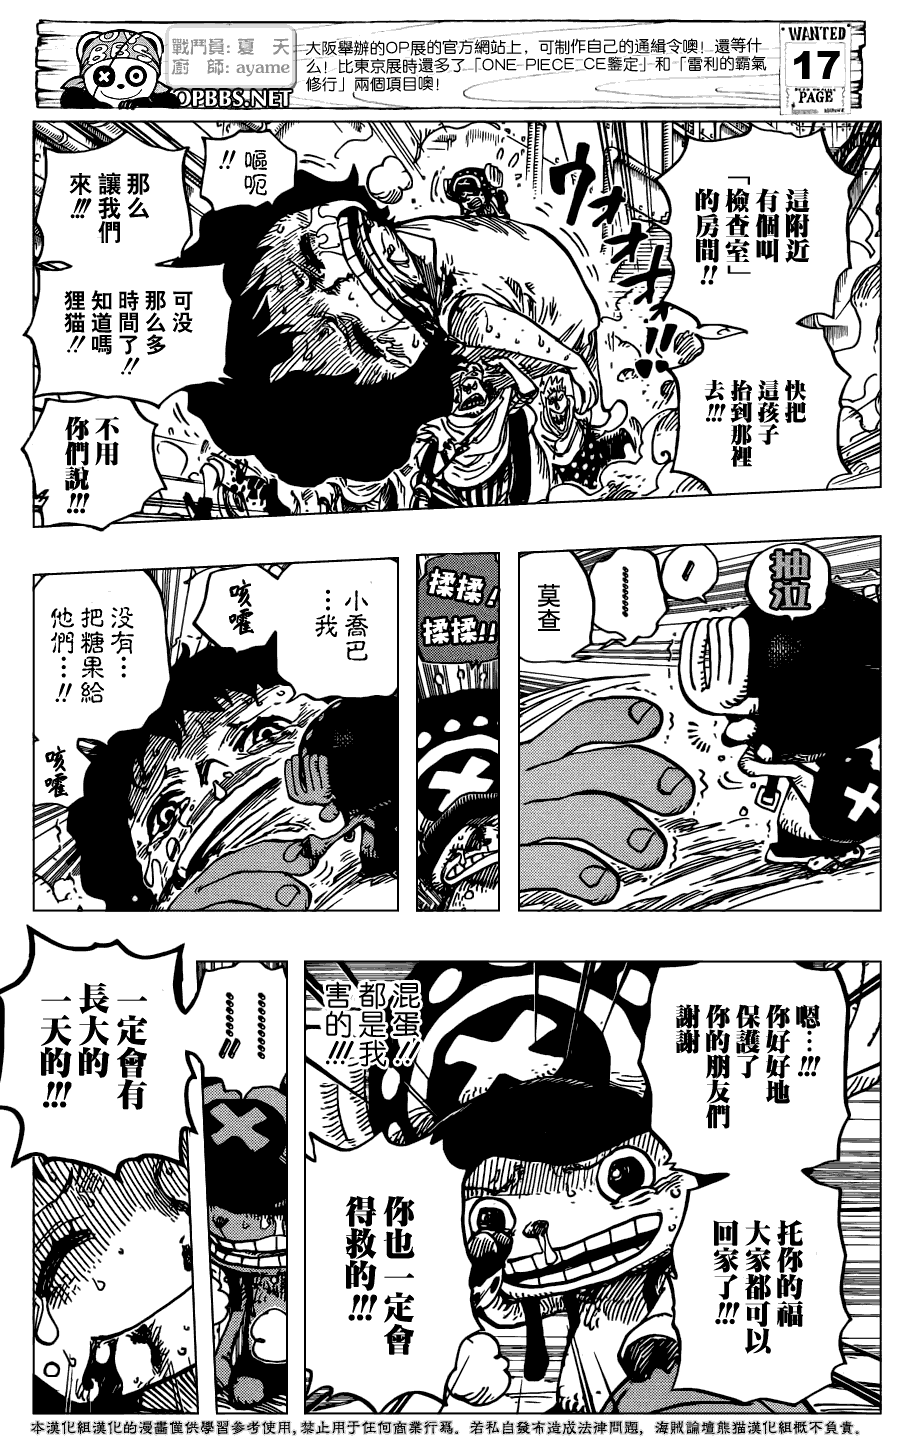 戰鬥員: 夏 天
廚 師: ayame
OPBBS.NET
大阪舉辦的OP展的官方網站上，可制作自己的通緝令噢！還等什
么！比東京展時還多了「ONE PIECE CE鑒定」和「雷利的霸氣
修行」兩個項目噢！
WANTED
17
PAGE
這附近
有個叫
「檢查室」
的房間!!
快把
這孩子
抬到那裡
去!!!
ウオオオ!!
嘔呃
!!
那么
讓我們
來!!!
可没
那么多
時間了!!
知道嗎
狸猫!!
不用
你們說!!!
抽泣
！
………
莫查
揉揉！
揉揉!!
小喬巴
…我
咳嚯
没有…
把糖果給
他們…!!
咳嚯
嗯…!!!
你好好地
保護了
你的朋友們
謝謝
托你的福
大家都可以
回家了!!!
混蛋!!
都是我
害的!!!
你也一定會
得救的!!!
………!!
一定會有
長大的
一天的!!!
本漢化組漢化的漫畫僅供學習參考使用,禁止用于任何商業行爲。若私自發布造成法律問題，海賊論壇熊猫漢化組概不負責。